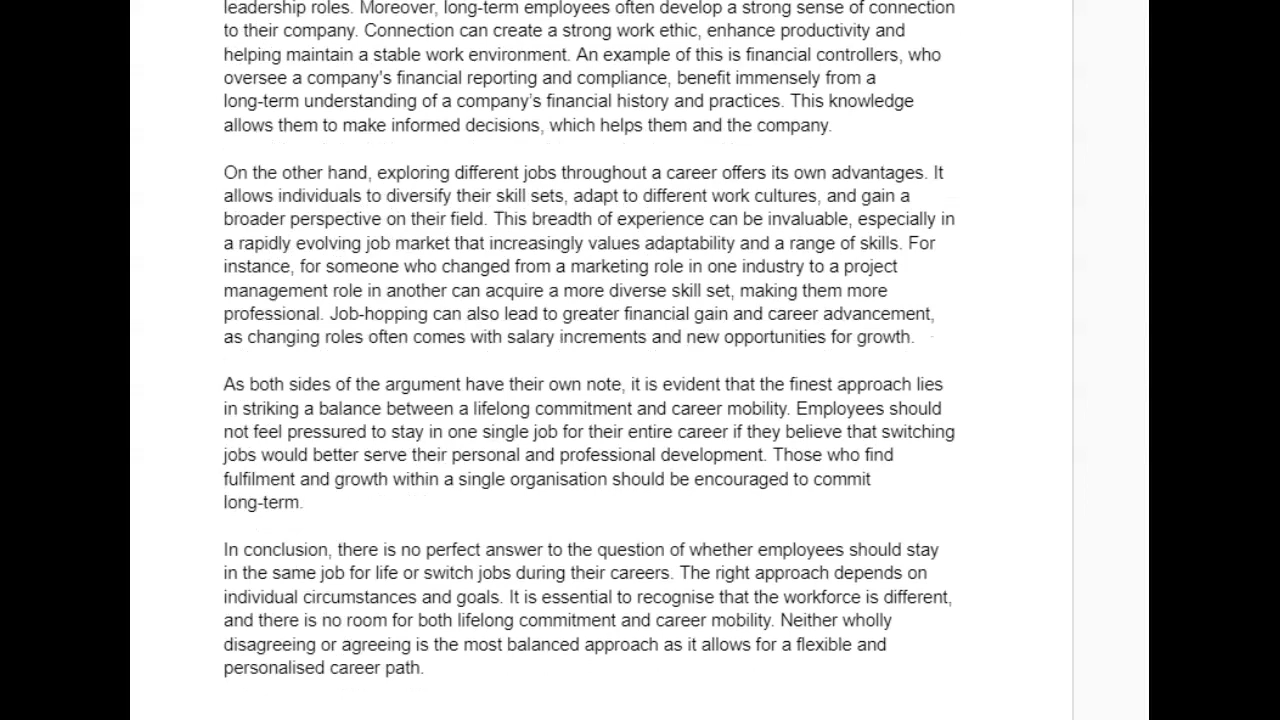 leadership roles. Moreover, long-term employees often develop a strong sense of connection
to their company. Connection can create a strong work ethic, enhance productivity and
helping maintain a stable work environment. An example of this is financial controllers, who
oversee a company's financial reporting and compliance, benefit immensely from a
long-term understanding of a company's financial history and practices. This knowledge
allows them to make informed decisions, which helps them and the company.
On the other hand, exploring different jobs throughout a career offers its own advantages. It
allows individuals to diversify their skill sets, adapt to different work cultures, and gain a
broader perspective on their field. This breadth of experience can be invaluable, especially in
a rapidly evolving job market that increasingly values adaptability and a range of skills. For
instance, for someone who changed from a marketing role in one industry to a project
management role in another can acquire a more diverse skill set, making them more
professional. Job-hopping can also lead to greater financial gain and career advancement,
as changing roles often comes with salary increments and new opportunities for growth.
As both sides of the argument have their own note, it is evident that the finest approach lies
in striking a balance between a lifelong commitment and career mobility. Employees should
not feel pressured to stay in one single job for their entire career if they believe that switching
jobs would better serve their personal and professional development. Those who find
fulfilment and growth within a single organisation should be encouraged to commit
long-term.
In conclusion, there is no perfect answer to the question of whether employees should stay
in the same job for life or switch jobs during their careers. The right approach depends on
individual circumstances and goals. It is essential to recognise that the workforce is different,
and there is no room for both lifelong commitment and career mobility. Neither wholly
disagreeing or agreeing is the most balanced approach as it allows for a flexible and
personalised career path.